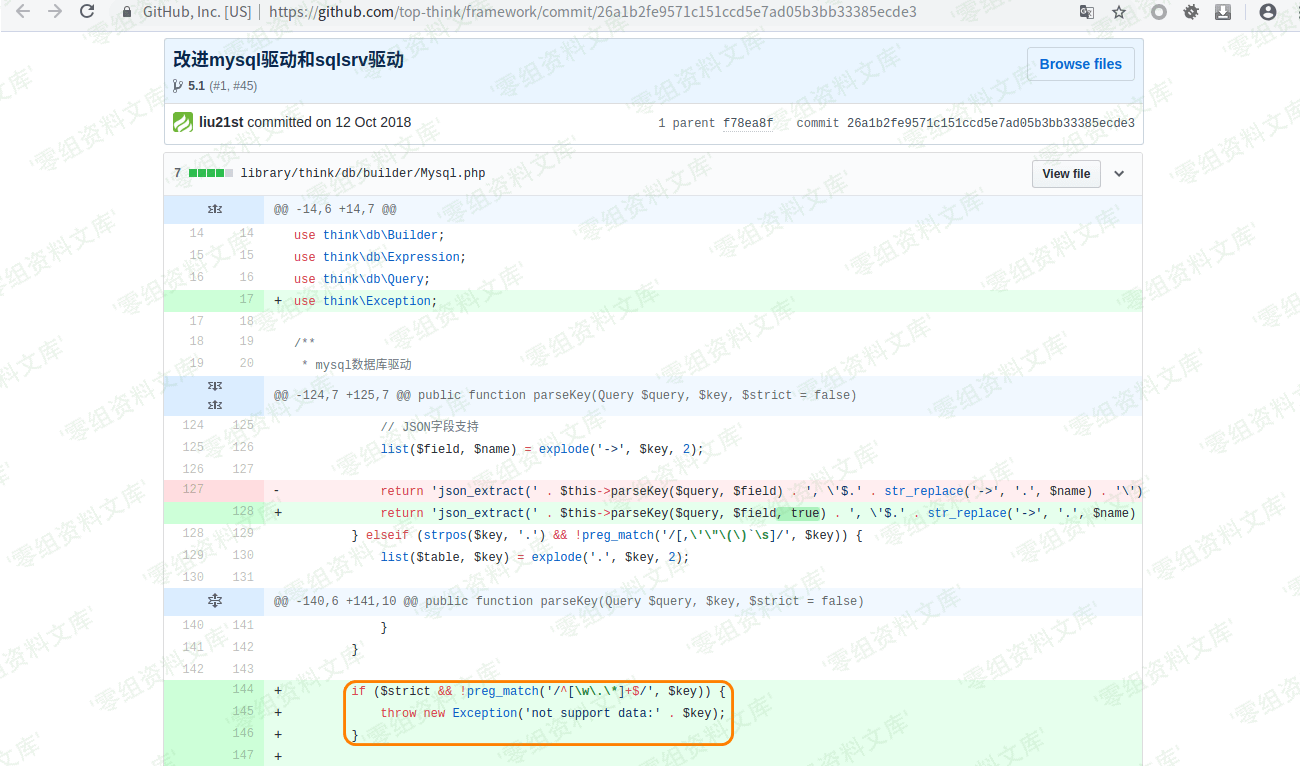 GitHub, Inc. [US] | https://github.com/top-think/framework/commit/26a1b2fe9571c151ccd5e7ad05b3bb33385ecde3
改进mysql驱动和sqlsrv驱动
Browse files
5.1 (#1, #45)
liu21st committed on 12 Oct 2018
1 parent f78ea8f commit 26a1b2fe9571c151ccd5e7ad05b3bb33385ecde3
7 library/think/db/builder/Mysql.php View file
@@ -14,6 +14,7 @@
14 14 use think\db\Builder;
15 15 use think\db\Expression;
16 16 use think\db\Query;
17 + use think\Exception;
17 18
18 19 /**
19 20 * mysql数据库驱动
@@ -124,7 +125,7 @@ public function parseKey(Query $query, $key, $strict = false)
124 125 // JSON字段支持
125 126 list($field, $name) = explode('->', $key, 2);
126 127
127 - return 'json_extract(' . $this->parseKey($query, $field) . ', \'$.' . str_replace('->', '.', $name) . '\')
128 + return 'json_extract(' . $this->parseKey($query, $field, true) . ', \'$.' . str_replace('->', '.', $name)
128 129 } elseif (strpos($key, '.') && !preg_match('/[,\'\"\(\)`\s]/', $key)) {
129 130 list($table, $key) = explode('.', $key, 2);
130 131
@@ -140,6 +141,10 @@ public function parseKey(Query $query, $key, $strict = false)
140 141 }
141 142 }
142 143
144 + if ($strict && !preg_match('/^[\w\.\*]+$/', $key)) {
145 + throw new Exception('not support data:' . $key);
146 + }
147 +
零组资料文库